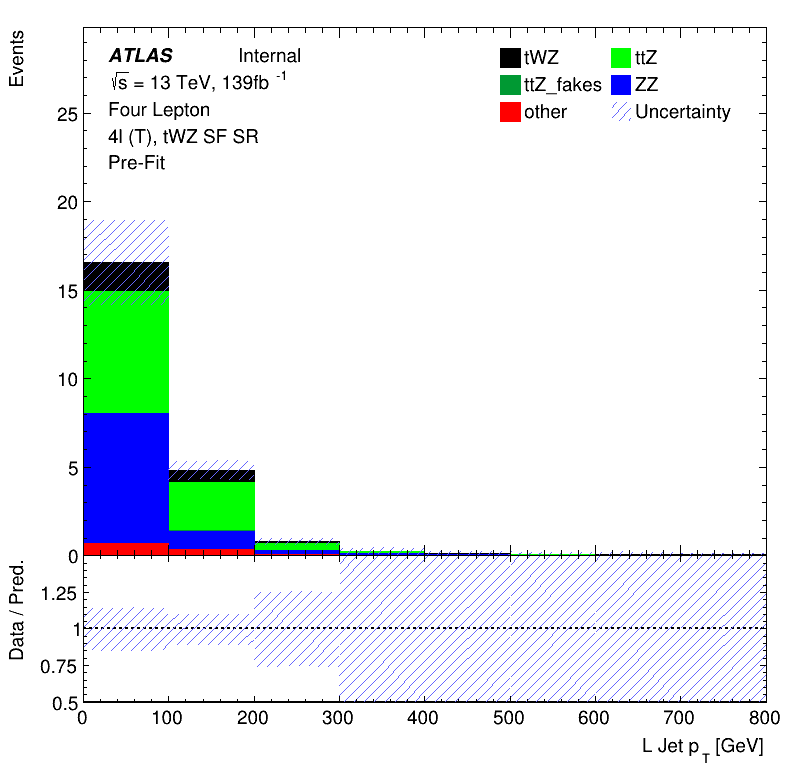 Events
ATLAS Internal
√s = 13 TeV, 139fb -1
Four Lepton
4l (T), tWZ SF SR
Pre-Fit
tWZ ttZ
ttZ_fakes ZZ
other Uncertainty
25
20
15
10
5
0
Data / Pred.
1.25
1
0.75
0.5
0 100 200 300 400 500 600 700 800
L Jet p T [GeV]